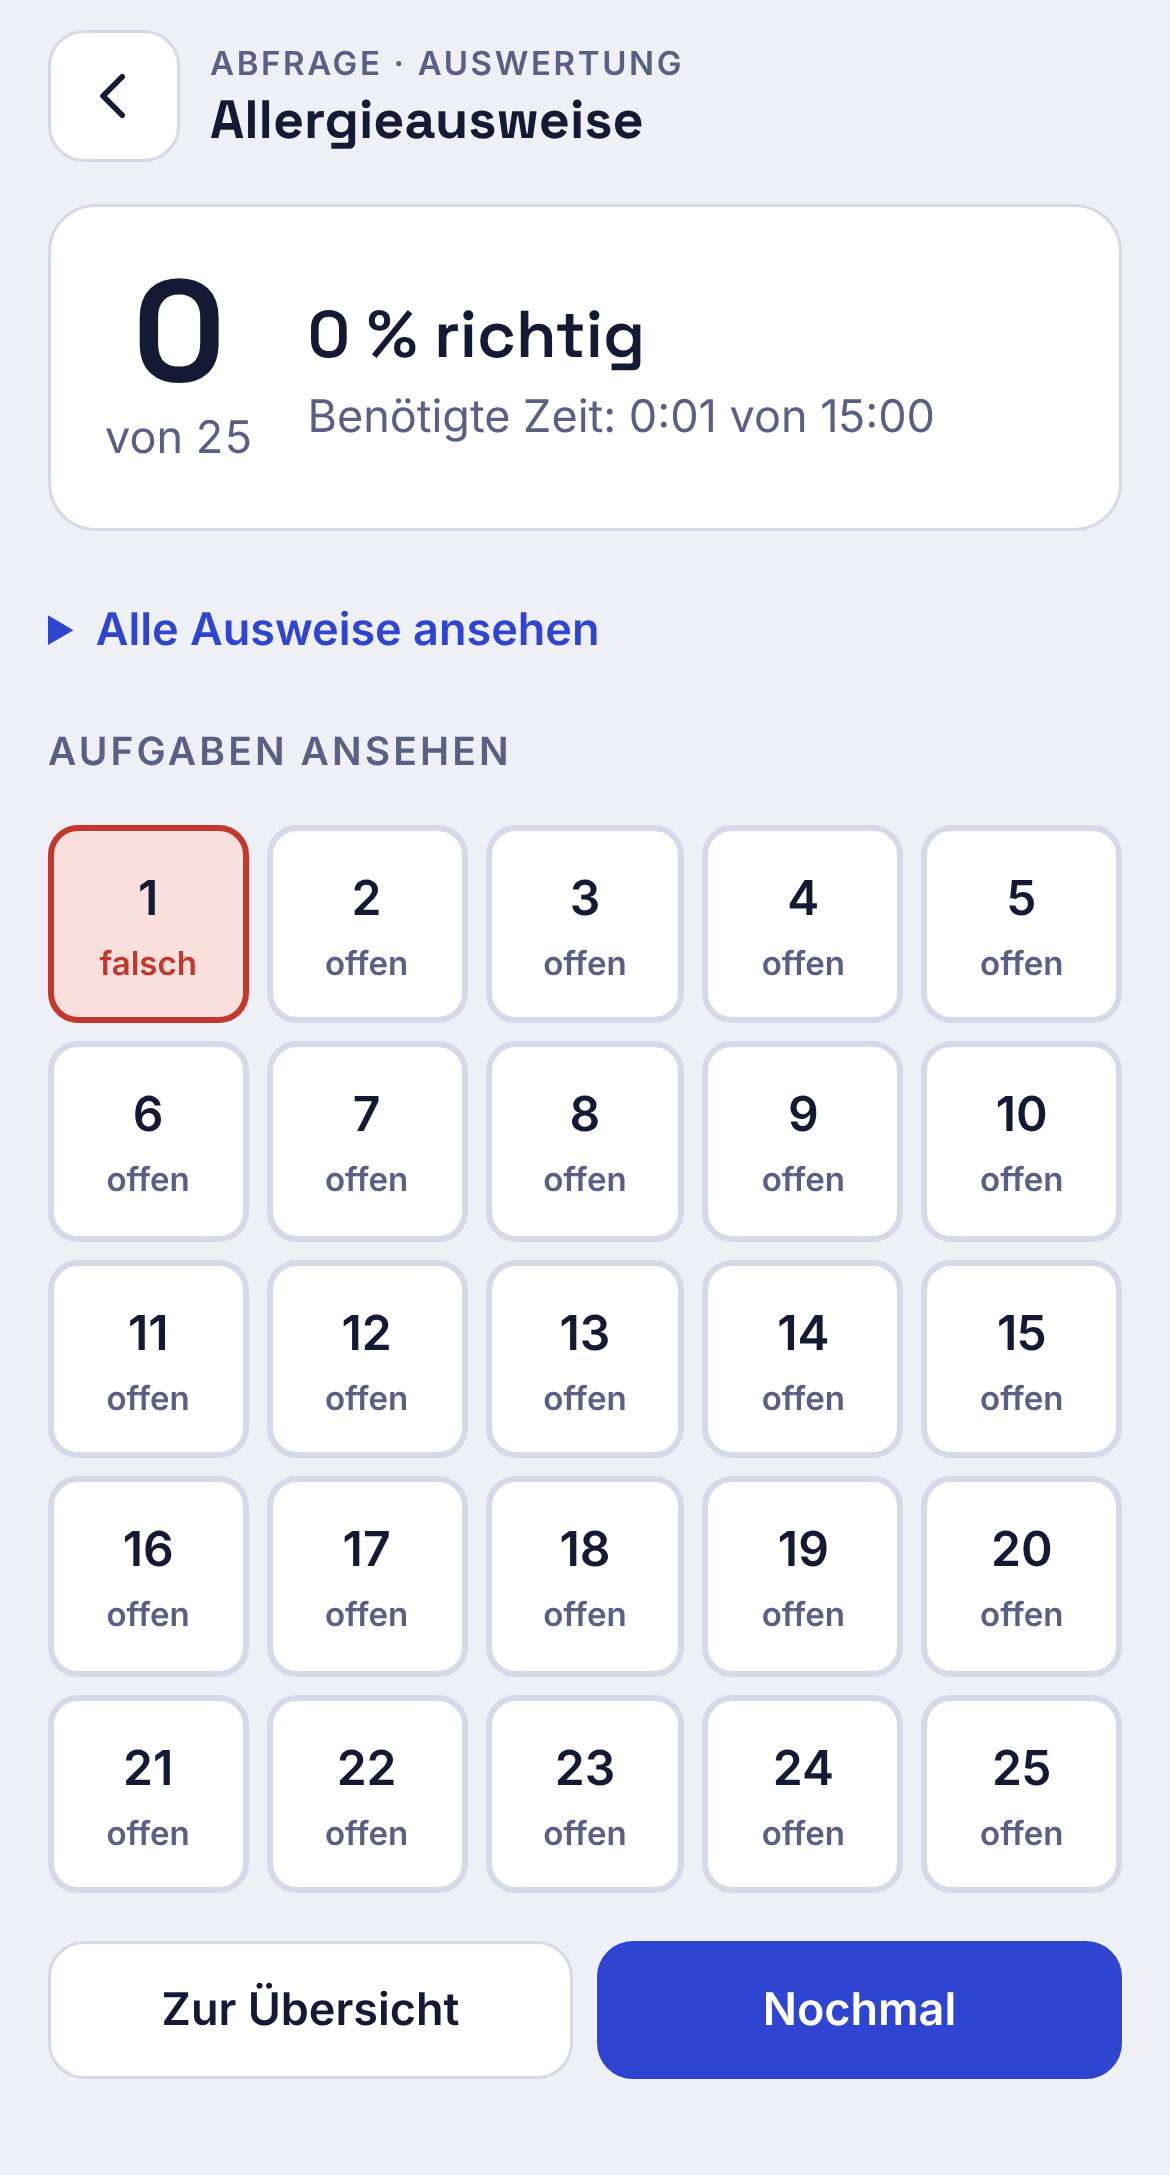 ABFRAGE · AUSWERTUNG
Allergieausweise
0
von 25
0 % richtig
Benötigte Zeit: 0:01 von 15:00
Alle Ausweise ansehen
AUFGABEN ANSEHEN
1 2 3 4 5
falsch offen offen offen offen
6 7 8 9 10
offen offen offen offen offen
11 12 13 14 15
offen offen offen offen offen
16 17 18 19 20
offen offen offen offen offen
21 22 23 24 25
offen offen offen offen offen
Zur Übersicht Nochmal